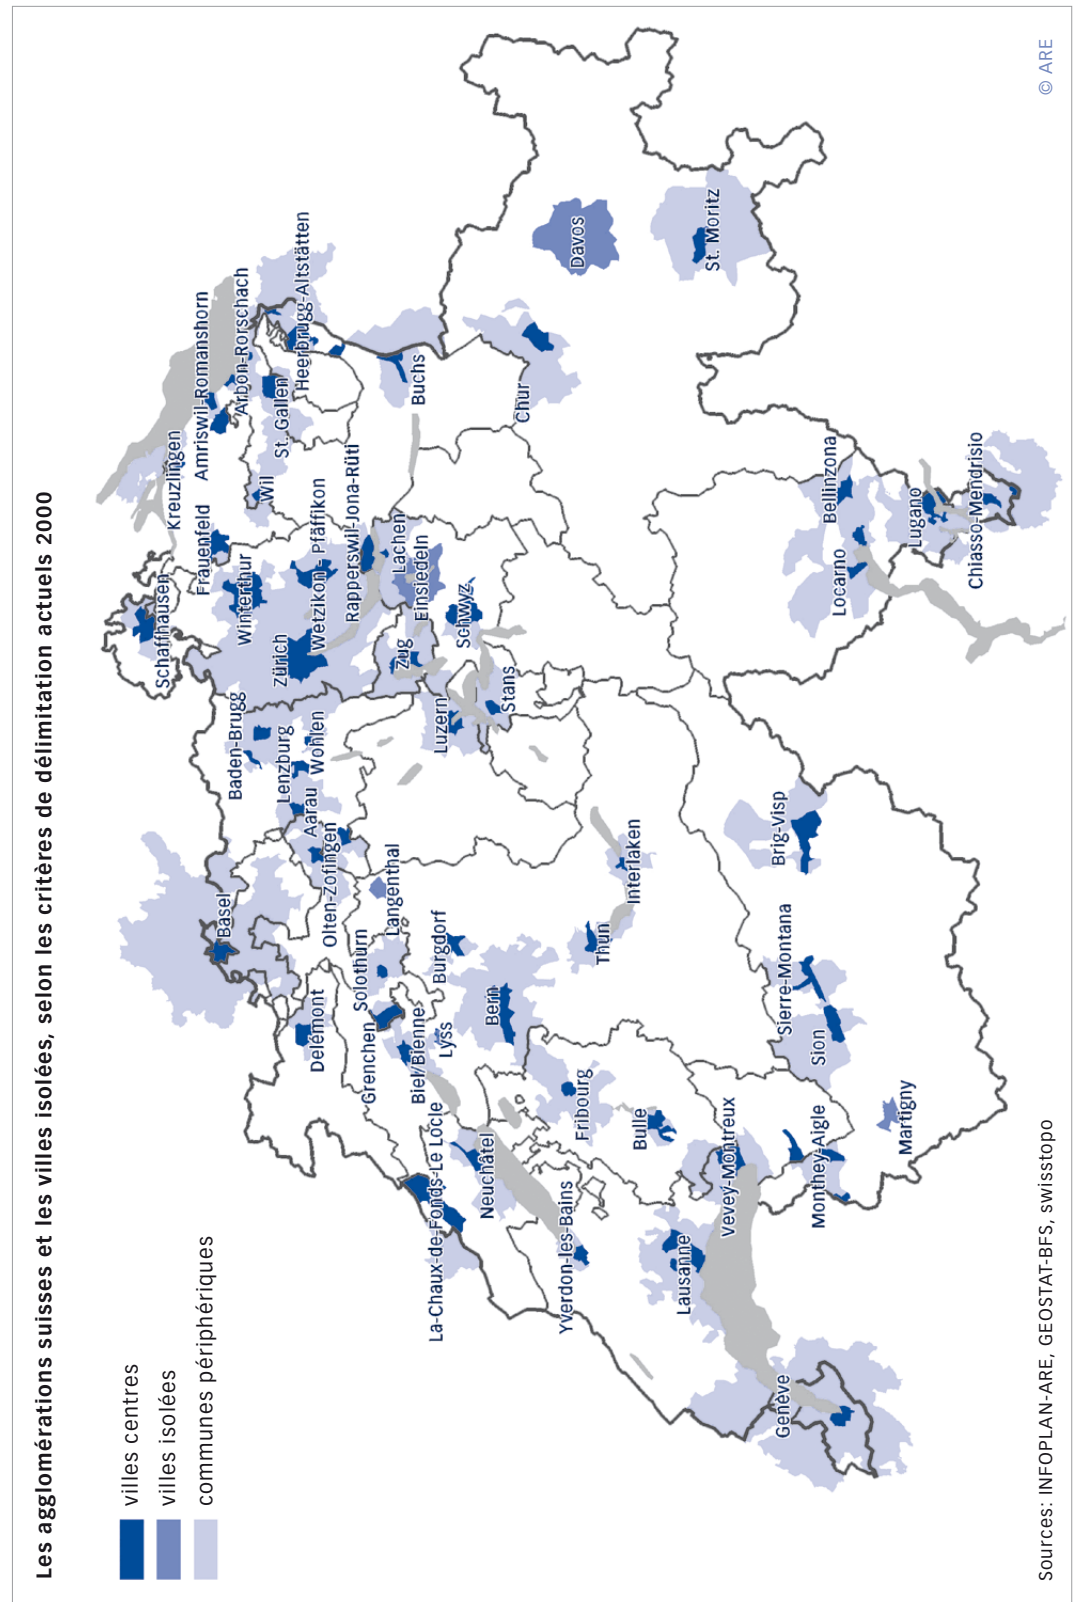 Les agglomérations suisses et les villes isolées, selon les critères de délimitation actuels 2000
villes centres
villes isolées
communes périphériques
Schaffhausen
Kreuzlingen
Frauenfeld
Amriswil-Romanshorn
Arbon-Rorschach
Winterthur
Wil
St. Gallen
Heerbrugg-Altstätten
Basel
Baden-Brugg
Zürich
Wetzikon - Pfäffikon
Lenzburg
Wohlen
Aarau
Olten-Zofingen
Rapperswil-Jona-Rüti
Delémont
Lachen
Buchs
Einsiedeln
Zug
Langenthal
Solothurn
Grenchen
Biel/Bienne
Luzern
Schwyz
Burgdorf
Lyss
Stans
La-Chaux-de-Fonds-Le Locle
Neuchâtel
Bern
Chur
Davos
Yverdon-les-Bains
Fribourg
Thun
Interlaken
Bulle
Lausanne
Vevey-Montreux
St. Moritz
Genève
Monthey-Aigle
Sion
Sierre-Montana
Brig-Visp
Martigny
Locarno
Bellinzona
Lugano
Chiasso-Mendrisio
Sources: INFOPLAN-ARE, GEOSTAT-BFS, swisstopo
© ARE